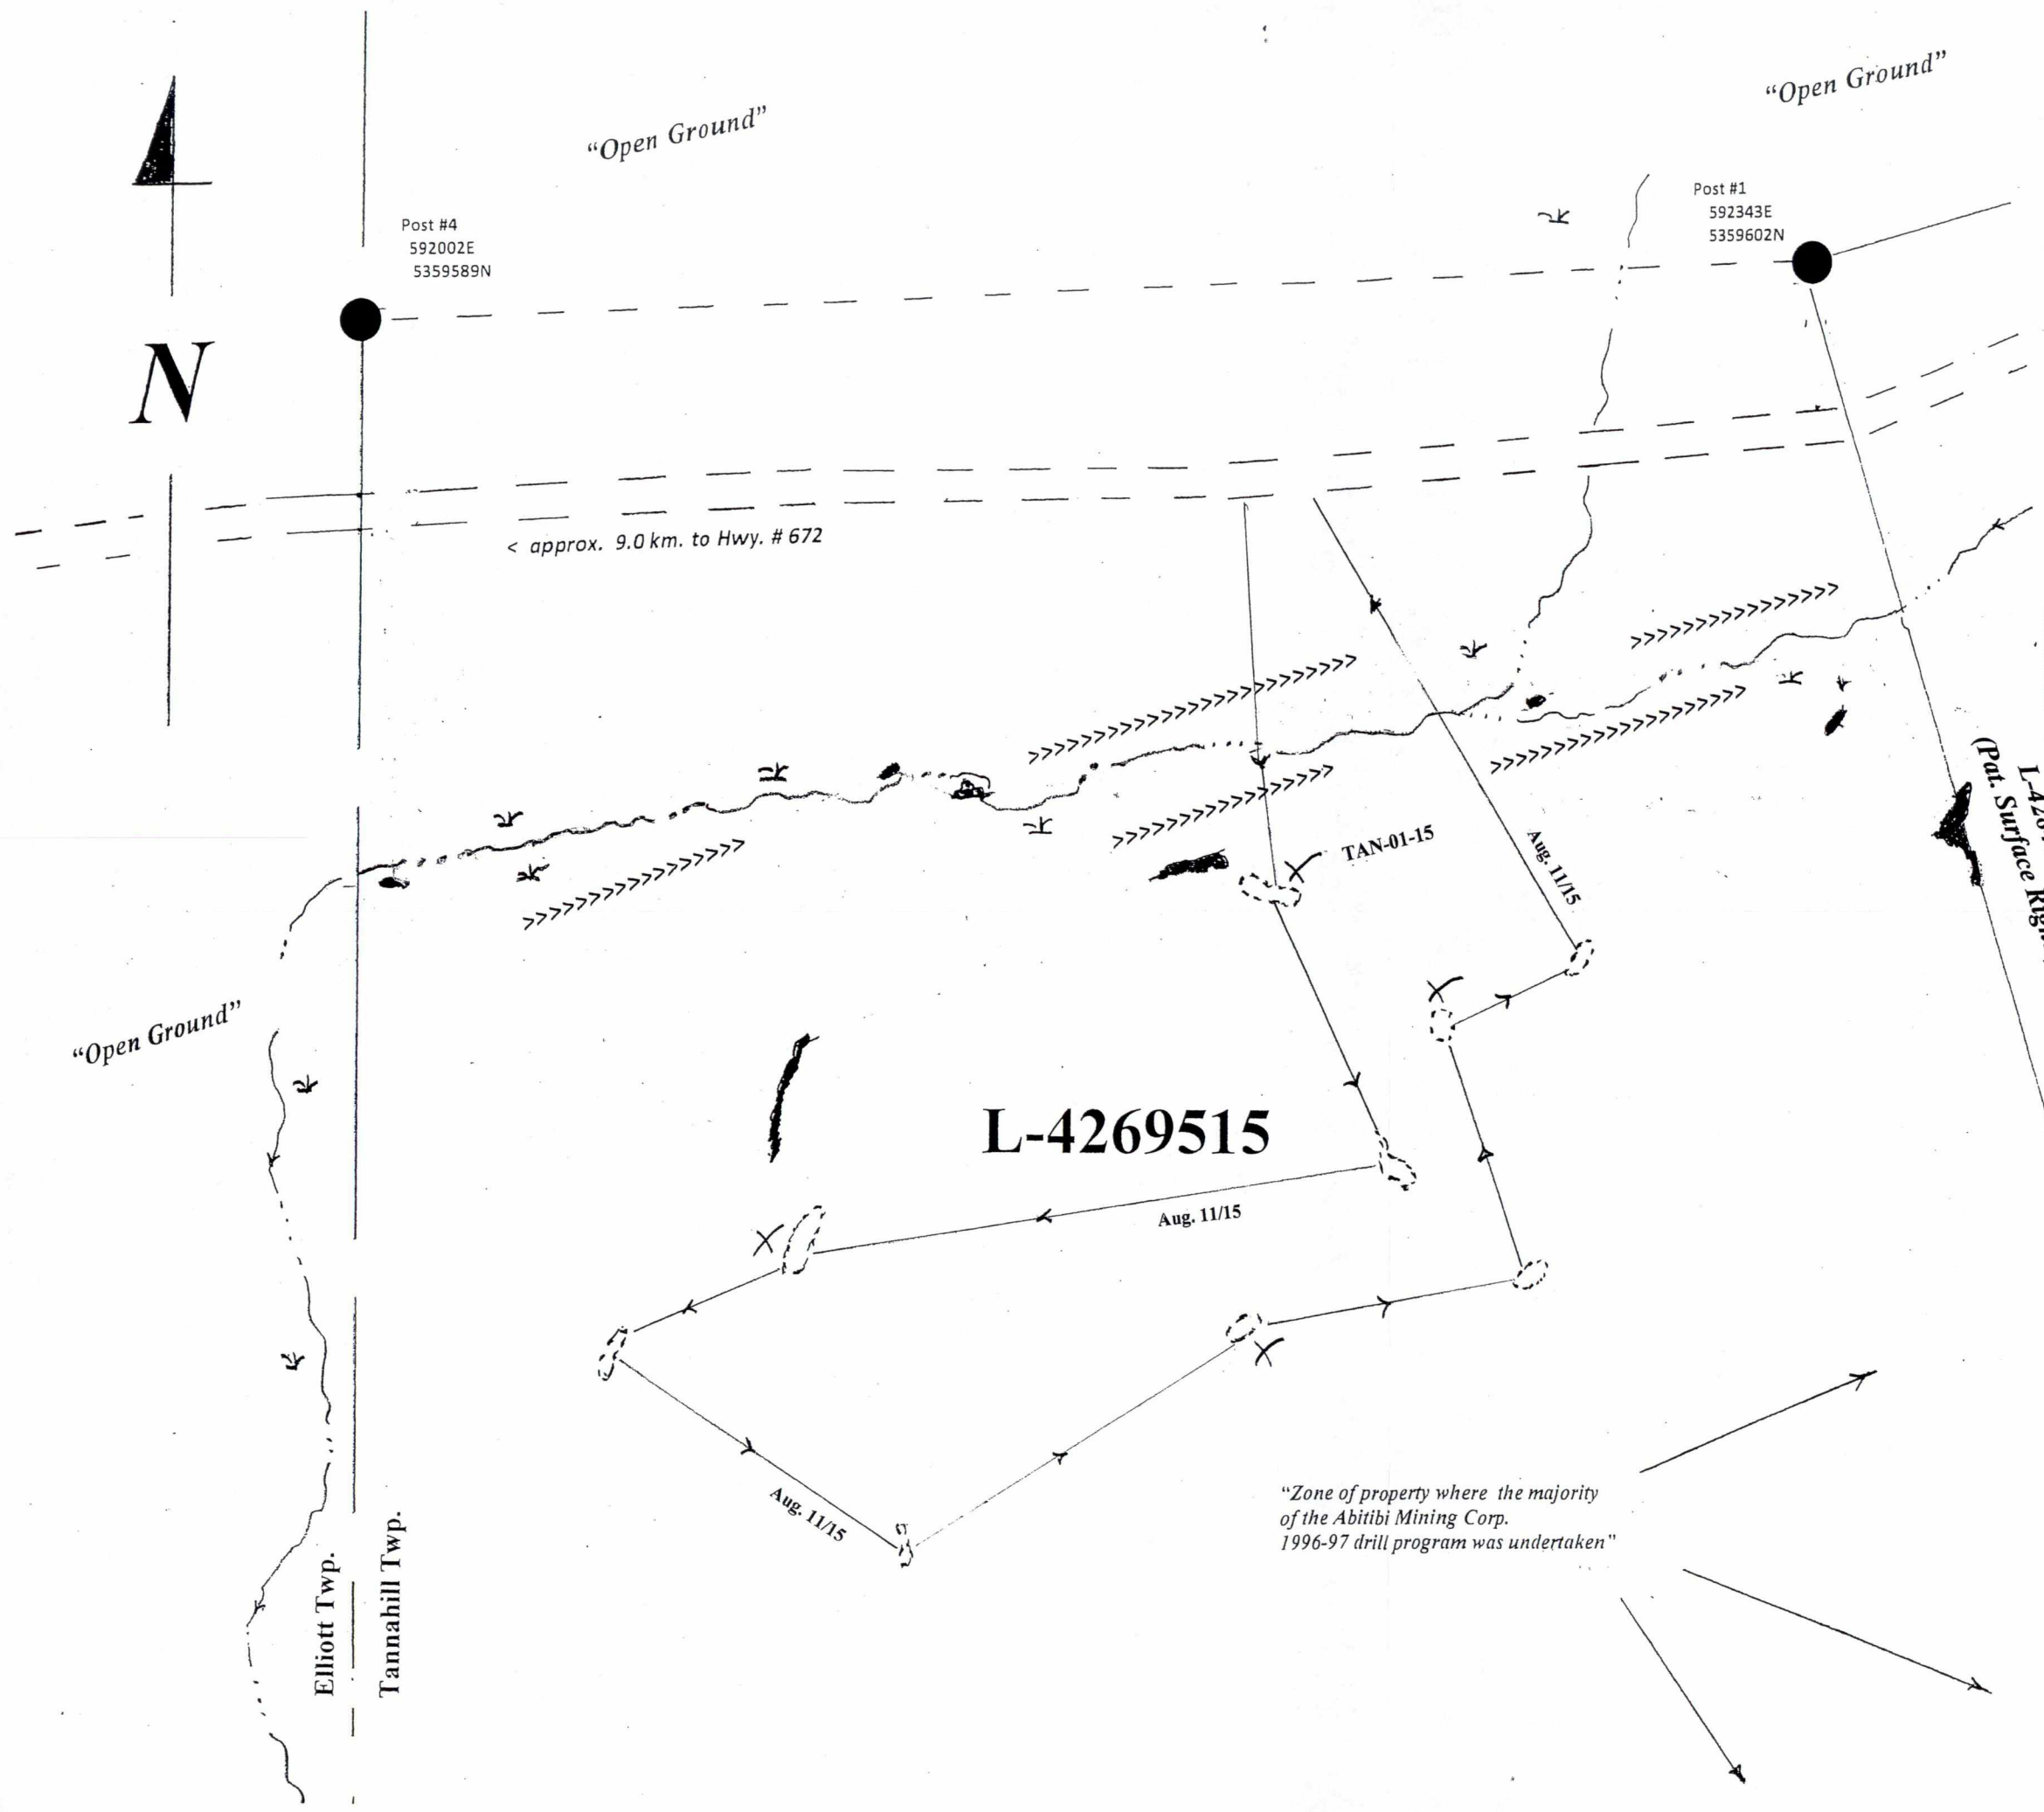 "Open Ground"
"Open Ground"
Post #4
592002E
5359589N
Post #1
592343E
5359602N
N
< approx. 9.0 km. to Hwy. # 672
>>>>>>>>>>>>>>>>>
>>>>>>>>>>>>>>>>>>>>>>>>>>
>>>>>>>>>>>>>>>>>>>>>
>>>>>>>>>>>>>>>>>>>>>
>>>>>>>>>>>>>>>>>>>>>
TAN-01-15
Aug. 11/15
(Pat. Surface
"Open Ground"
L-4269515
Aug. 11/15
Aug. 11/15
"Zone of property where the majority
of the Abitibi Mining Corp.
1996-97 drill program was undertaken"
Elliott Twp.
Tannahill Twp.